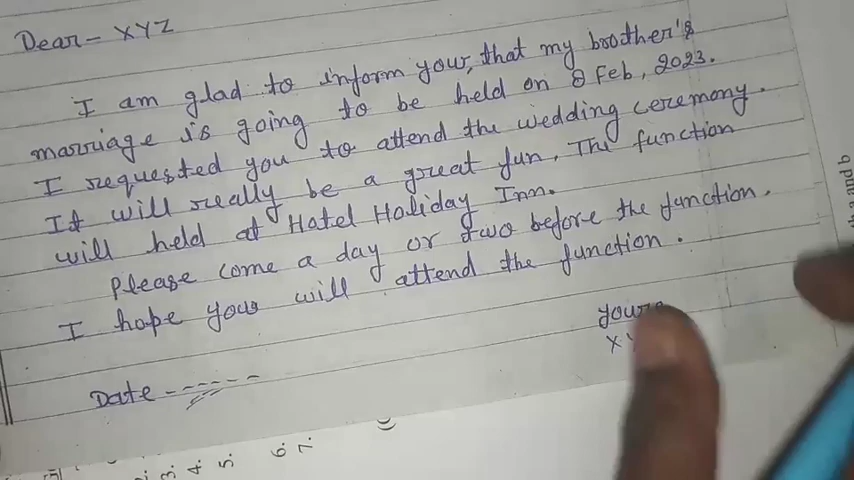 Dear- XYZ
I am glad to inform your, that my brother's
marriage is going to be held on 8 Feb, 2023.
I requested you to attend the wedding ceremony.
It will really be a great fun. The function
will held at Hotel Holiday Inn.
Please come a day or two before the function.
I hope your will attend the function.
Date ------